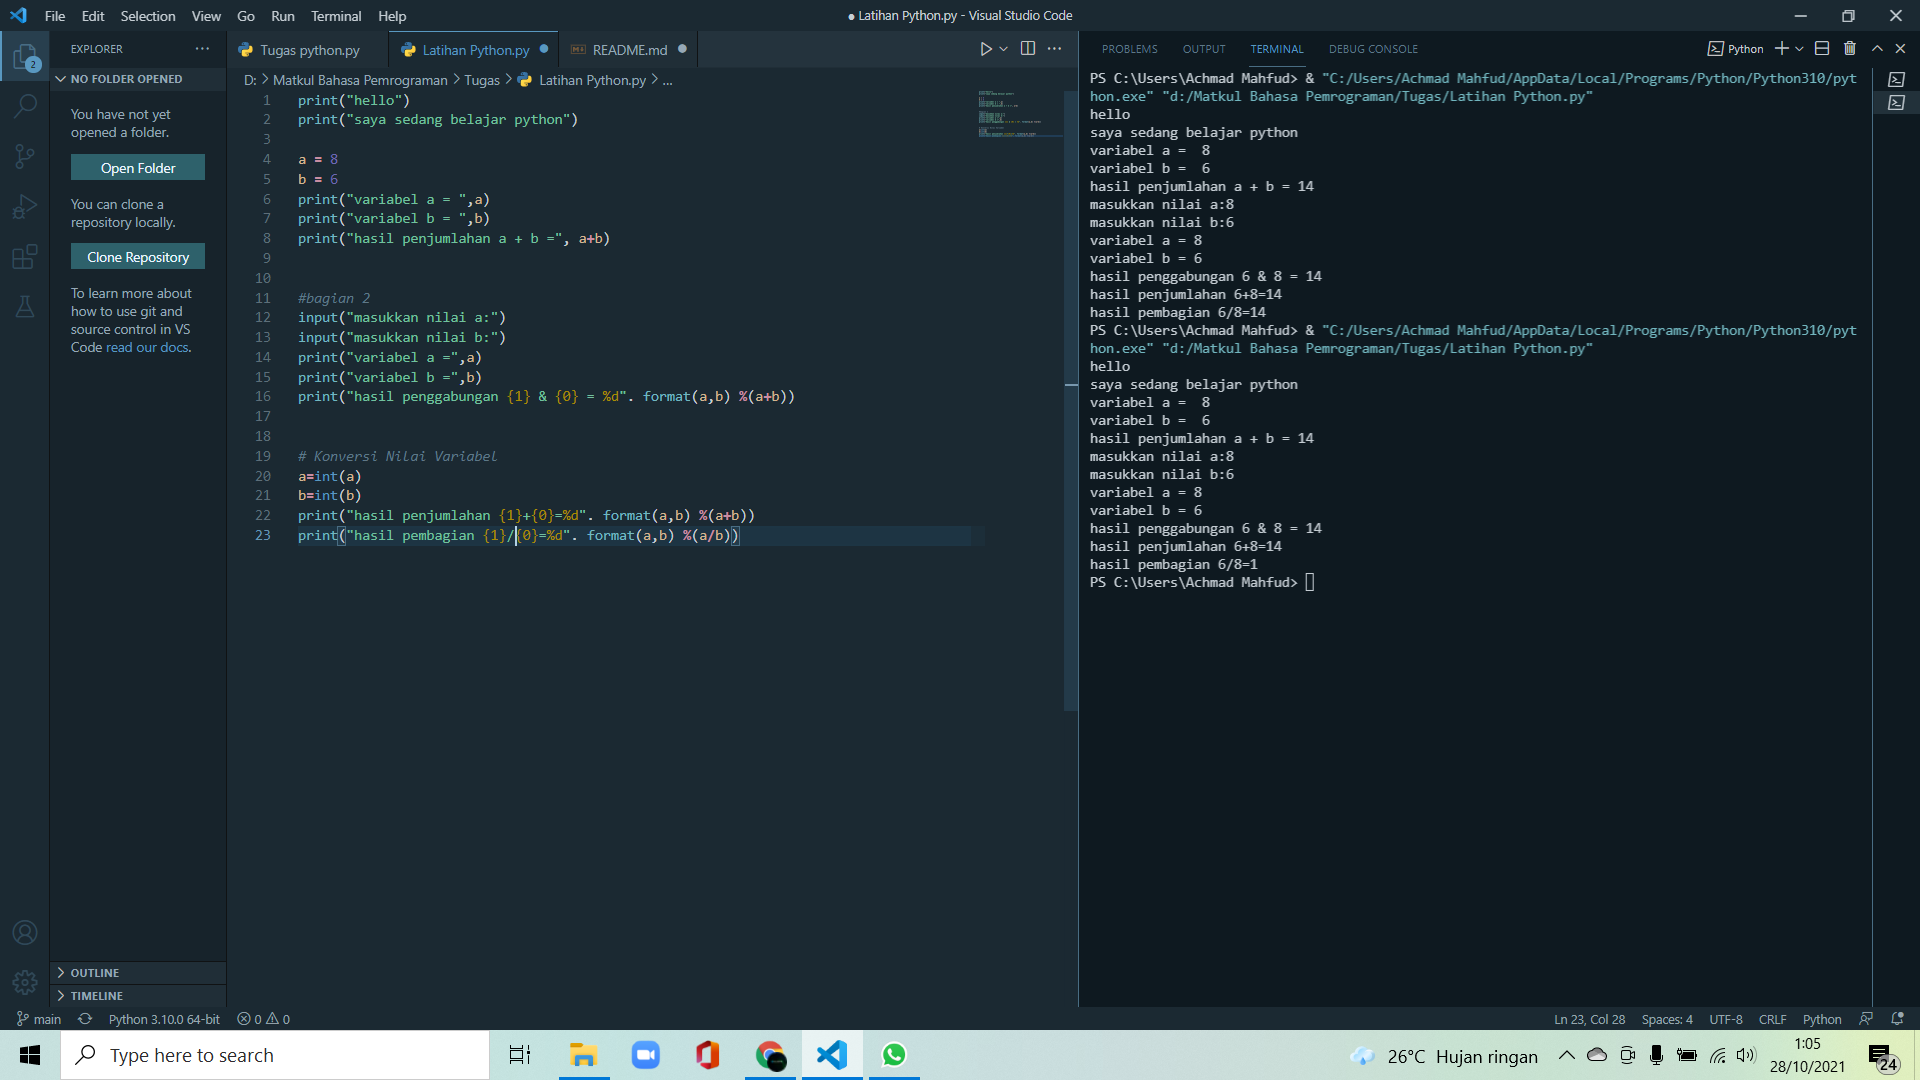 File Edit Selection View Go Run Terminal Help
● Latihan Python.py - Visual Studio Code
EXPLORER
NO FOLDER OPENED
You have not yet
opened a folder.
Open Folder
You can clone a
repository locally.
Clone Repository
To learn more about
how to use git and
source control in VS
Code read our docs.
OUTLINE
TIMELINE
2
Tugas python.py
Latihan Python.py
README.md
D: > Matkul Bahasa Pemrograman > Tugas > Latihan Python.py > ...
1 print("hello")
2 print("saya sedang belajar python")
3
4 a = 8
5 b = 6
6 print("variabel a = ",a)
7 print("variabel b = ",b)
8 print("hasil penjumlahan a + b =", a+b)
9
10
11 #bagian 2
12 input("masukkan nilai a:")
13 input("masukkan nilai b:")
14 print("variabel a =",a)
15 print("variabel b =",b)
16 print("hasil penggabungan {1} & {0} = %d". format(a,b) %(a+b))
17
18
19 # Konversi Nilai Variabel
20 a=int(a)
21 b=int(b)
22 print("hasil penjumlahan {1}+{0}=%d". format(a,b) %(a+b))
23 print("hasil pembagian {1}/{0}=%d". format(a,b) %(a/b))
PROBLEMS OUTPUT TERMINAL DEBUG CONSOLE
Python
PS C:\Users\Achmad Mahfud> & "C:/Users/Achmad Mahfud/AppData/Local/Programs/Python/Python310/pyt
hon.exe" "d:/Matkul Bahasa Pemrograman/Tugas/Latihan Python.py"
hello
saya sedang belajar python
variabel a =  8
variabel b =  6
hasil penjumlahan a + b = 14
masukkan nilai a:8
masukkan nilai b:6
variabel a = 8
variabel b = 6
hasil penggabungan 6 & 8 = 14
hasil penjumlahan 6+8=14
hasil pembagian 6/8=14
PS C:\Users\Achmad Mahfud> & "C:/Users/Achmad Mahfud/AppData/Local/Programs/Python/Python310/pyt
hon.exe" "d:/Matkul Bahasa Pemrograman/Tugas/Latihan Python.py"
hello
saya sedang belajar python
variabel a =  8
variabel b =  6
hasil penjumlahan a + b = 14
masukkan nilai a:8
masukkan nilai b:6
variabel a = 8
variabel b = 6
hasil penggabungan 6 & 8 = 14
hasil penjumlahan 6+8=14
hasil pembagian 6/8=1
PS C:\Users\Achmad Mahfud>
main Python 3.10.0 64-bit 0 0
Ln 23, Col 28 Spaces: 4 UTF-8 CRLF Python
Type here to search
26°C Hujan ringan
1:05
28/10/2021
24